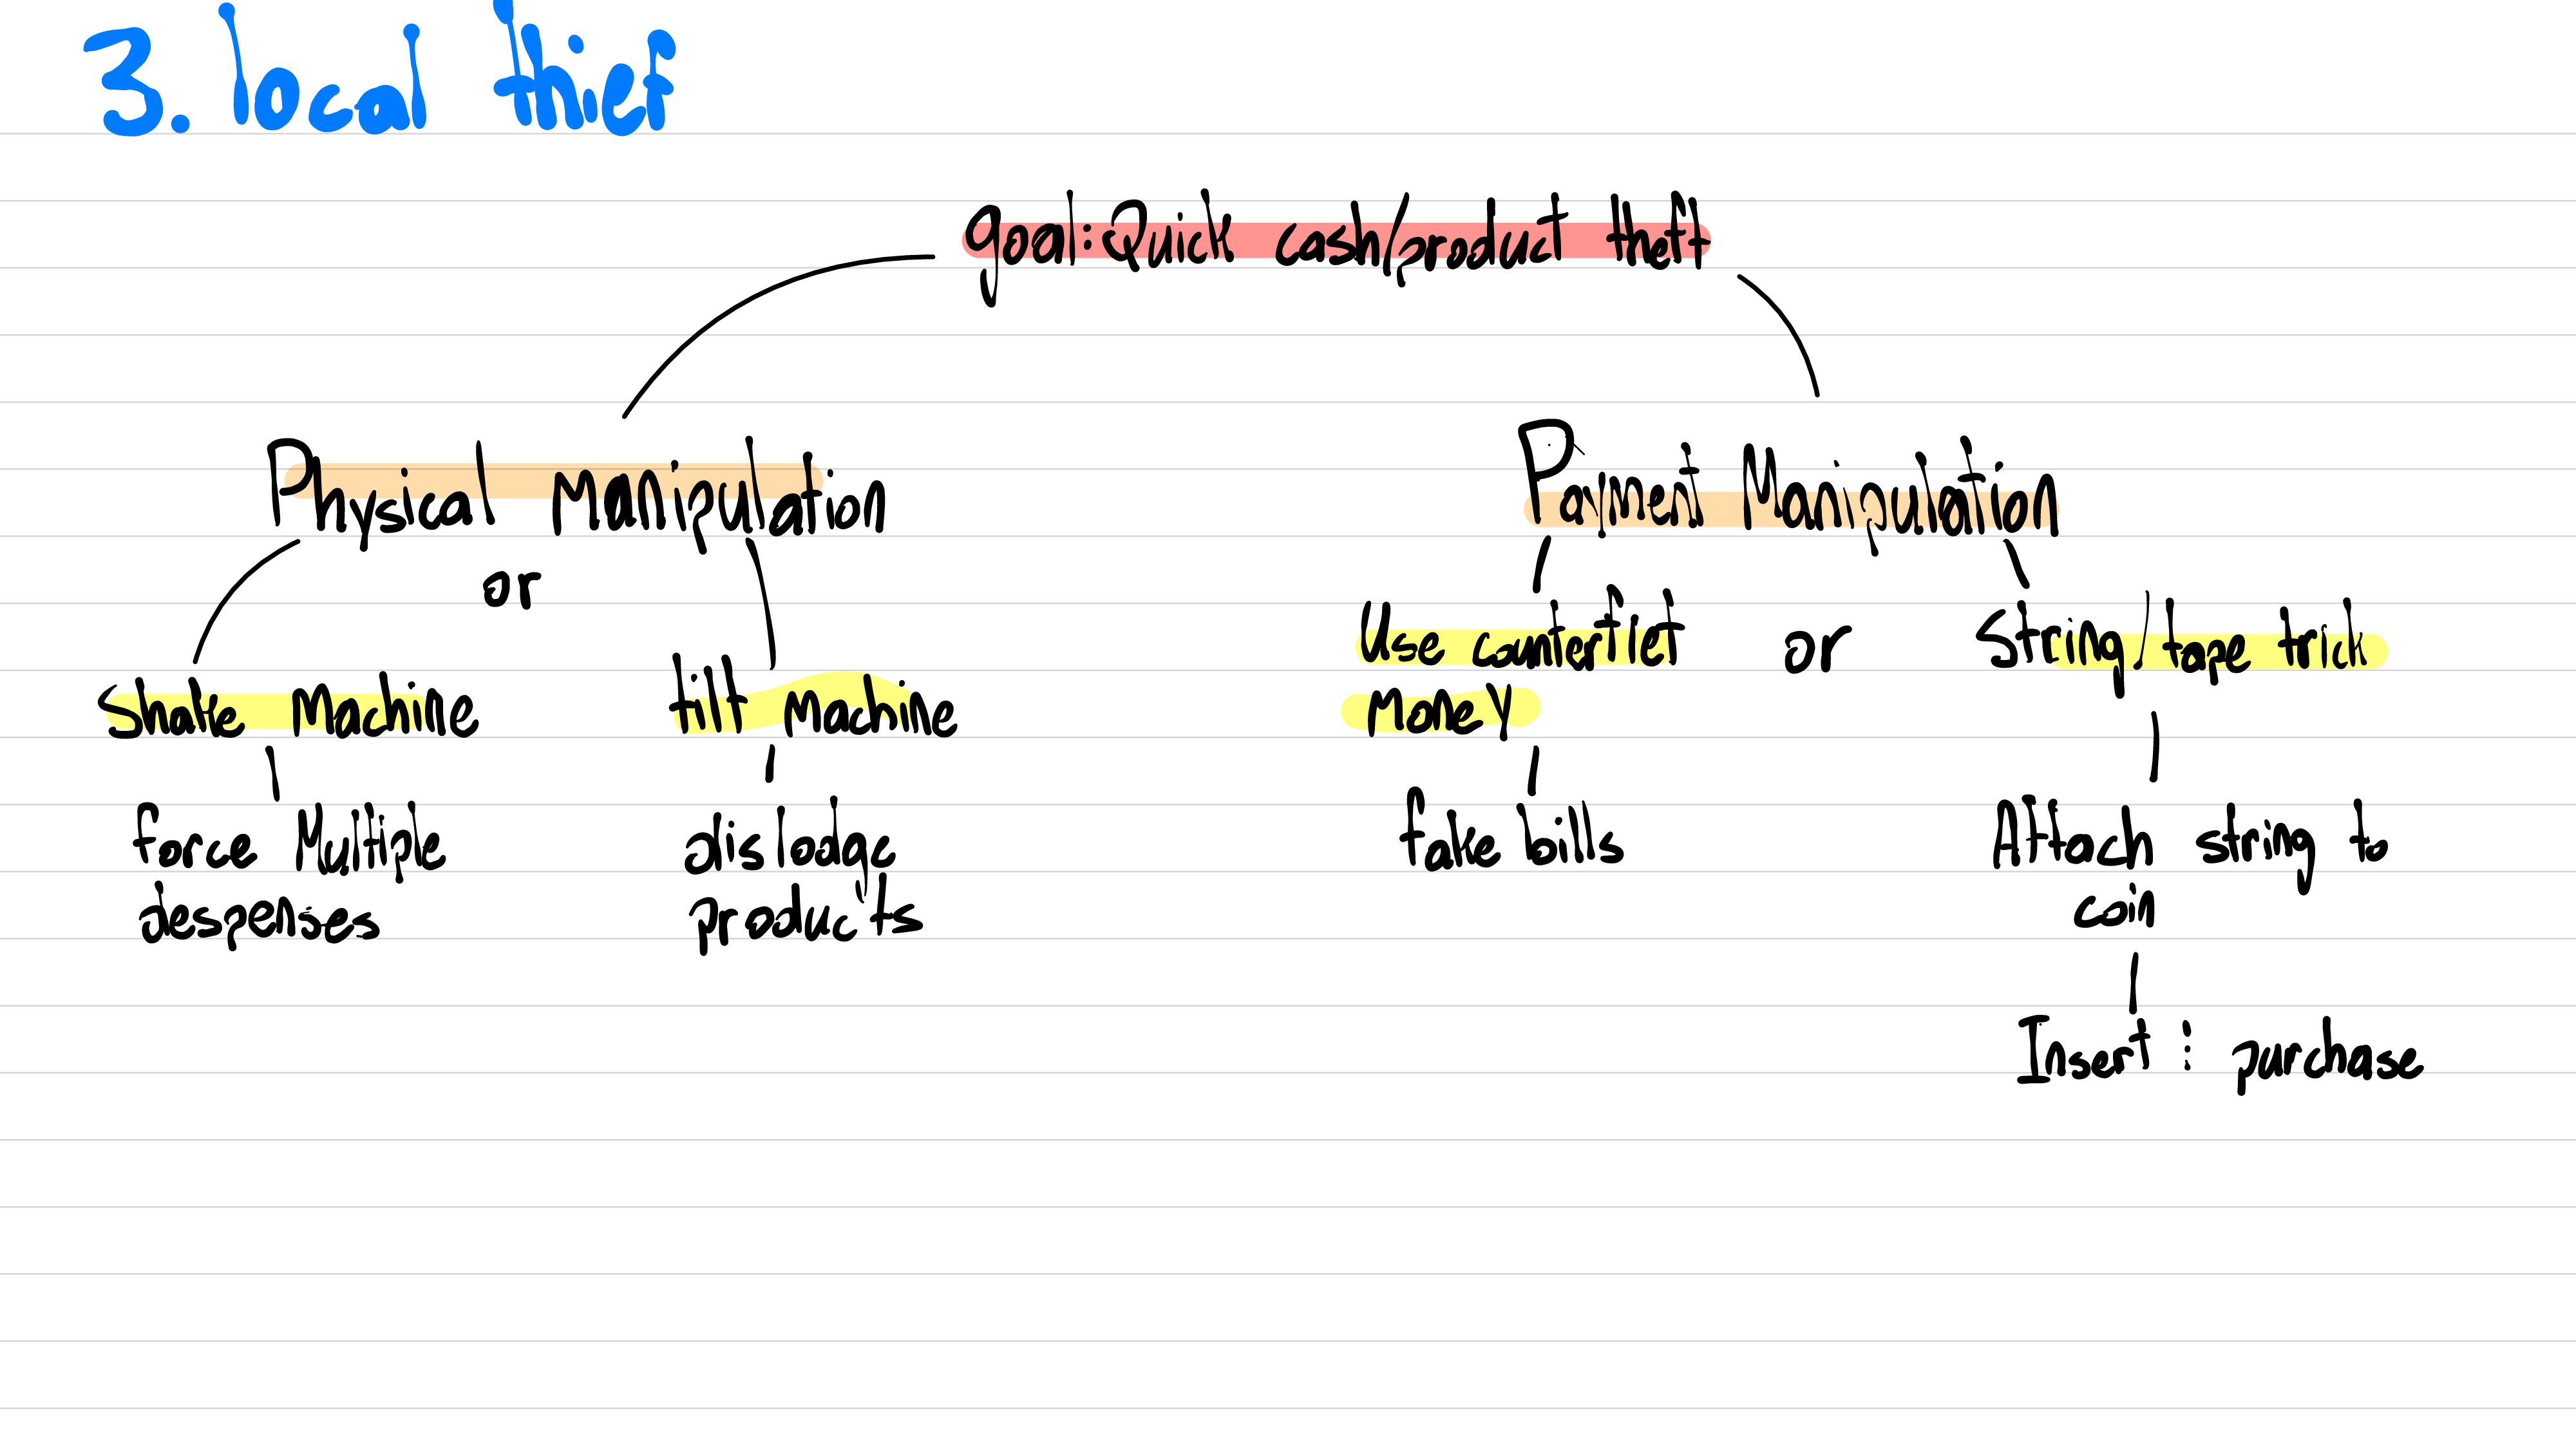 3. local thief
goal: Quick cash/product theft
Physical Manipulation
Payment Manipulation
or
Use counterfiet
money
or
String/tape trick
Shake Machine
tilt Machine
force Multiple
despenses
dislodge
products
fake bills
Attach string to
coin
Insert : purchase